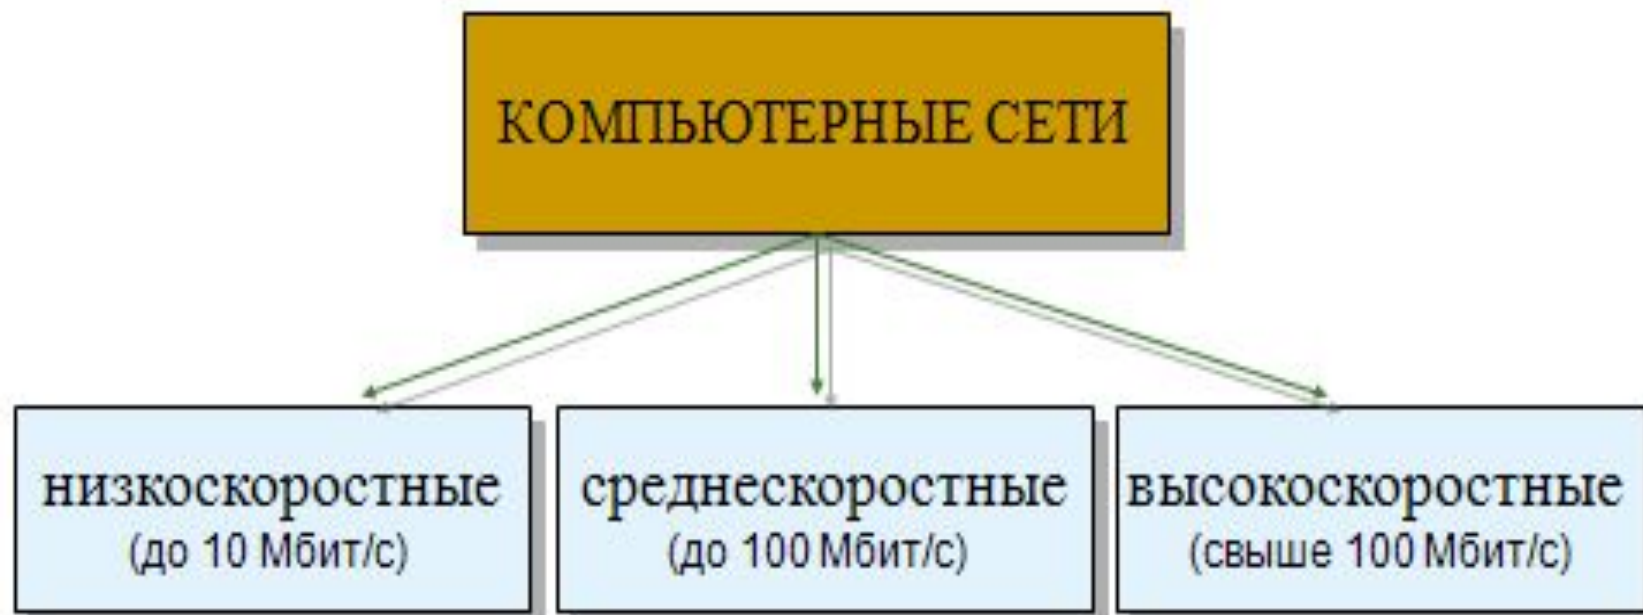 КОМПЬЮТЕРНЫЕ СЕТИ
низкоскоростные
(до 10 Мбит/с)
среднескоростные
(до 100 Мбит/с)
высокоскоростные
(свыше 100 Мбит/с)